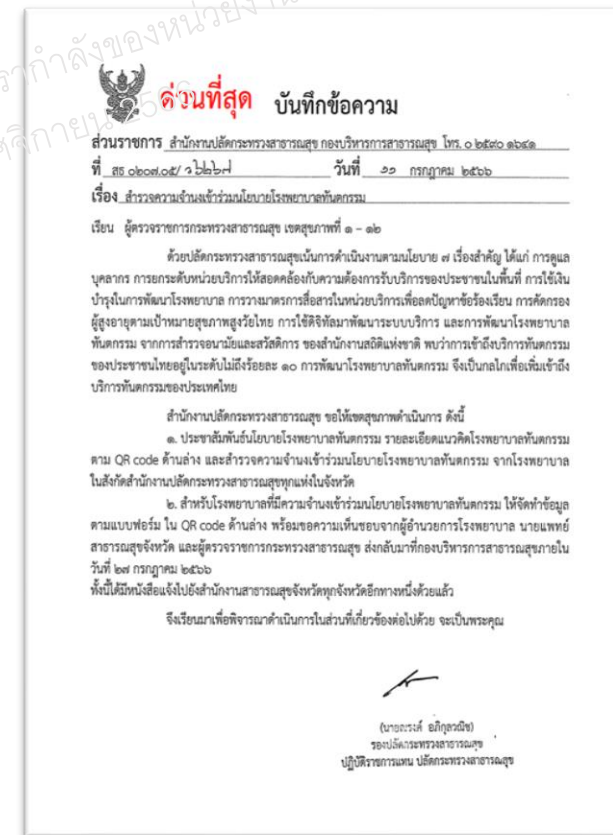 ด่วนที่สุด บันทึกข้อความ
ส่วนราชการ สำนักงานปลัดกระทรวงสาธารณสุข กองบริหารการสาธารณสุข โทร. ๐ ๒๕๙๐ ๑๖๔๑
ที่ สธ ๐๒๐๗.๐๕/ วันที่ ๑๑ กรกฎาคม ๒๕๖๖
เรื่อง สำรวจความจำนงเข้าร่วมนโยบายโรงพยาบาลทันตกรรม
เรียน ผู้ตรวจราชการกระทรวงสาธารณสุข เขตสุขภาพที่ ๑ - ๑๒
ด้วยปลัดกระทรวงสาธารณสุขเน้นการดำเนินงานตามนโยบาย ๗ เรื่องสำคัญ ได้แก่ การดูแล
บุคลากร การยกระดับหน่วยบริการให้สอดคล้องกับความต้องการรับบริการของประชาชนในพื้นที่ การใช้เงิน
บำรุงในการพัฒนาโรงพยาบาล การวางมาตรการสื่อสารในหน่วยบริการเพื่อลดปัญหาข้อร้องเรียน การคัดกรอง
ผู้สูงอายุตามเป้าหมายสุขภาพสูงวัยไทย การใช้ดิจิทัลมาพัฒนาระบบบริการ และการพัฒนาโรงพยาบาล
ทันตกรรม จากการสำรวจอนามัยและสวัสดิการ ของสำนักงานสถิติแห่งชาติ พบว่าการเข้าถึงบริการทันตกรรม
ของประชาชนไทยอยู่ในระดับไม่ถึงร้อยละ ๑๐ การพัฒนาโรงพยาบาลทันตกรรม จึงเป็นกลไกเพื่อเพิ่มเข้าถึง
บริการทันตกรรมของประเทศไทย
สำนักงานปลัดกระทรวงสาธารณสุข ขอให้เขตสุขภาพดำเนินการ ดังนี้
๑. ประชาสัมพันธ์นโยบายโรงพยาบาลทันตกรรม รายละเอียดแนวคิดโรงพยาบาลทันตกรรม
ตาม QR code ด้านล่าง และสำรวจความจำนงเข้าร่วมนโยบายโรงพยาบาลทันตกรรม จากโรงพยาบาล
ในสังกัดสำนักงานปลัดกระทรวงสาธารณสุขทุกแห่งในจังหวัด
๒. สำหรับโรงพยาบาลที่มีความจำนงเข้าร่วมนโยบายโรงพยาบาลทันตกรรม ให้จัดทำข้อมูล
ตามแบบฟอร์ม ใน QR code ด้านล่าง พร้อมขอความเห็นชอบจากผู้อำนวยการโรงพยาบาล นายแพทย์
สาธารณสุขจังหวัด และผู้ตรวจราชการกระทรวงสาธารณสุข ส่งกลับมาที่กองบริหารการสาธารณสุขภายใน
วันที่ ๒๗ กรกฎาคม ๒๕๖๖
ทั้งนี้ได้มีหนังสือแจ้งไปยังสำนักงานสาธารณสุขจังหวัดทุกจังหวัดอีกทางหนึ่งด้วยแล้ว
จึงเรียนมาเพื่อพิจารณาดำเนินการในส่วนที่เกี่ยวข้องต่อไปด้วย จะเป็นพระคุณ
(นายณรงค์ อภิกุลวณิช)
รองปลัดกระทรวงสาธารณสุข
ปฏิบัติราชการแทน ปลัดกระทรวงสาธารณสุข